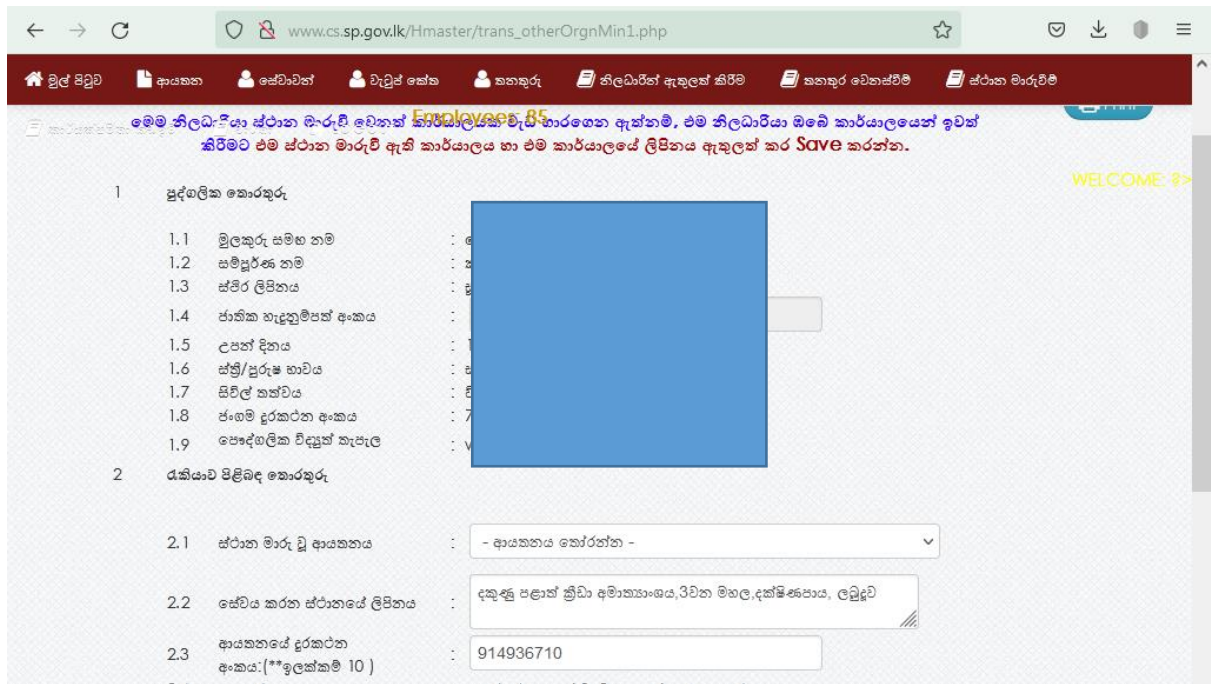 www.cs.sp.gov.lk/Hmaster/trans_otherOrgnMin1.php
මුල් පිටුව ආයතන සේවාවන් වැටුප් ඡේත තනතුරු නිලධාරීන් ඇතුලත් කිරීම තනතුර වෙනස්වීම් ස්ථාන මාරුවීම්
Employees: 85
මෙම නිලධාරියා ස්ථාන මාරුවී වෙනත් කාර්යාලයක වැඩ භාරගෙන ඇත්නම්, එම නිලධාරියා ඔබේ කාර්යාලයෙන් ඉවත්
කිරීමට එම ස්ථාන මාරුවී ඇති කාර්යාලය හා එම කාර්යාලයේ ලිපිනය ඇතුලත් කර Save කරන්න.
WELCOME: 8>
1 පුද්ගලික තොරතුරු
1.1 මුලකුරු සමඟ නම :
1.2 සම්පූර්ණ නම :
1.3 ස්ථිර ලිපිනය :
1.4 ජාතික හැඳුනුම්පත් අංකය :
1.5 උපන් දිනය : 1
1.6 ස්ත්‍රී/පුරුෂ භාවය :
1.7 සිවිල් තත්වය :
1.8 ජංගම දුරකථන අංකය : 7
1.9 පෞද්ගලික විද්‍යුත් තැපැල : v
2 රැකියාව පිළිබඳ තොරතුරු
2.1 ස්ථාන මාරු වූ ආයතනය : - ආයතනය තෝරන්න -
2.2 සේවය කරන ස්ථානයේ ලිපිනය : දකුණු පළාත් ක්‍රීඩා අමාත්‍යාංශය,3වන මහල,දක්ෂිණපාය, ලබුදූව
2.3 ආයතනයේ දුරකථන
අංකය:(**ඉලක්කම් 10 ) : 914936710